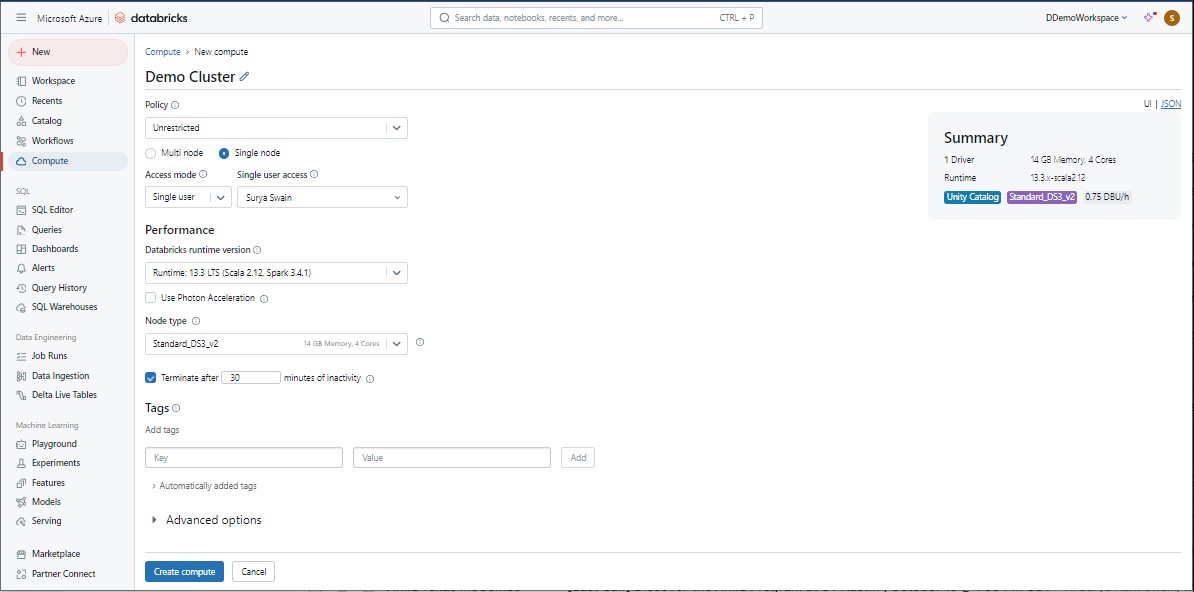 Microsoft Azure databricks Search data, notebooks, recents, and more... CTRL + P DDemoWorkspace S
New
Workspace
Recents
Catalog
Workflows
Compute
SQL
SQL Editor
Queries
Dashboards
Alerts
Query History
SQL Warehouses
Data Engineering
Job Runs
Data Ingestion
Delta Live Tables
Machine Learning
Playground
Experiments
Features
Models
Serving
Marketplace
Partner Connect
Compute > New compute
Demo Cluster
UI | JSON
Policy
Unrestricted
Multi node Single node
Access mode Single user access
Single user Surya Swain
Performance
Databricks runtime version
Runtime: 13.3 LTS (Scala 2.12, Spark 3.4.1)
Use Photon Acceleration
Node type
Standard_DS3_v2 14 GB Memory, 4 Cores
Terminate after 30 minutes of inactivity
Tags
Add tags
Key Value Add
Automatically added tags
Advanced options
Create compute Cancel
Summary
1 Driver 14 GB Memory, 4 Cores
Runtime 13.3.x-scala2.12
Unity Catalog Standard_DS3_v2 0.75 DBU/h